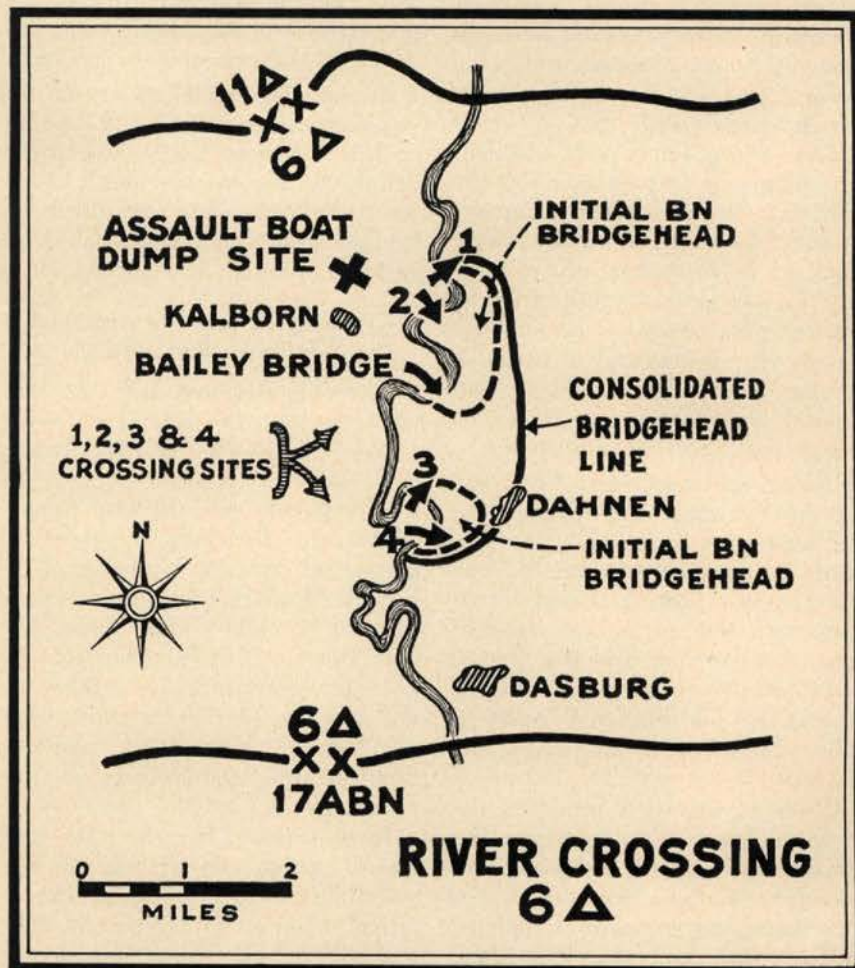 11 △
XX
6 △
ASSAULT BOAT
DUMP SITE
1
INITIAL BN
BRIDGEHEAD
2
KALBORN
BAILEY BRIDGE
CONSOLIDATED
BRIDGEHEAD
LINE
1, 2, 3 & 4
CROSSING SITES
3
DAHNEN
4
INITIAL BN
BRIDGEHEAD
N
DASBURG
6 △
XX
17 ABN
RIVER CROSSING
6 △
0 1 2
MILES